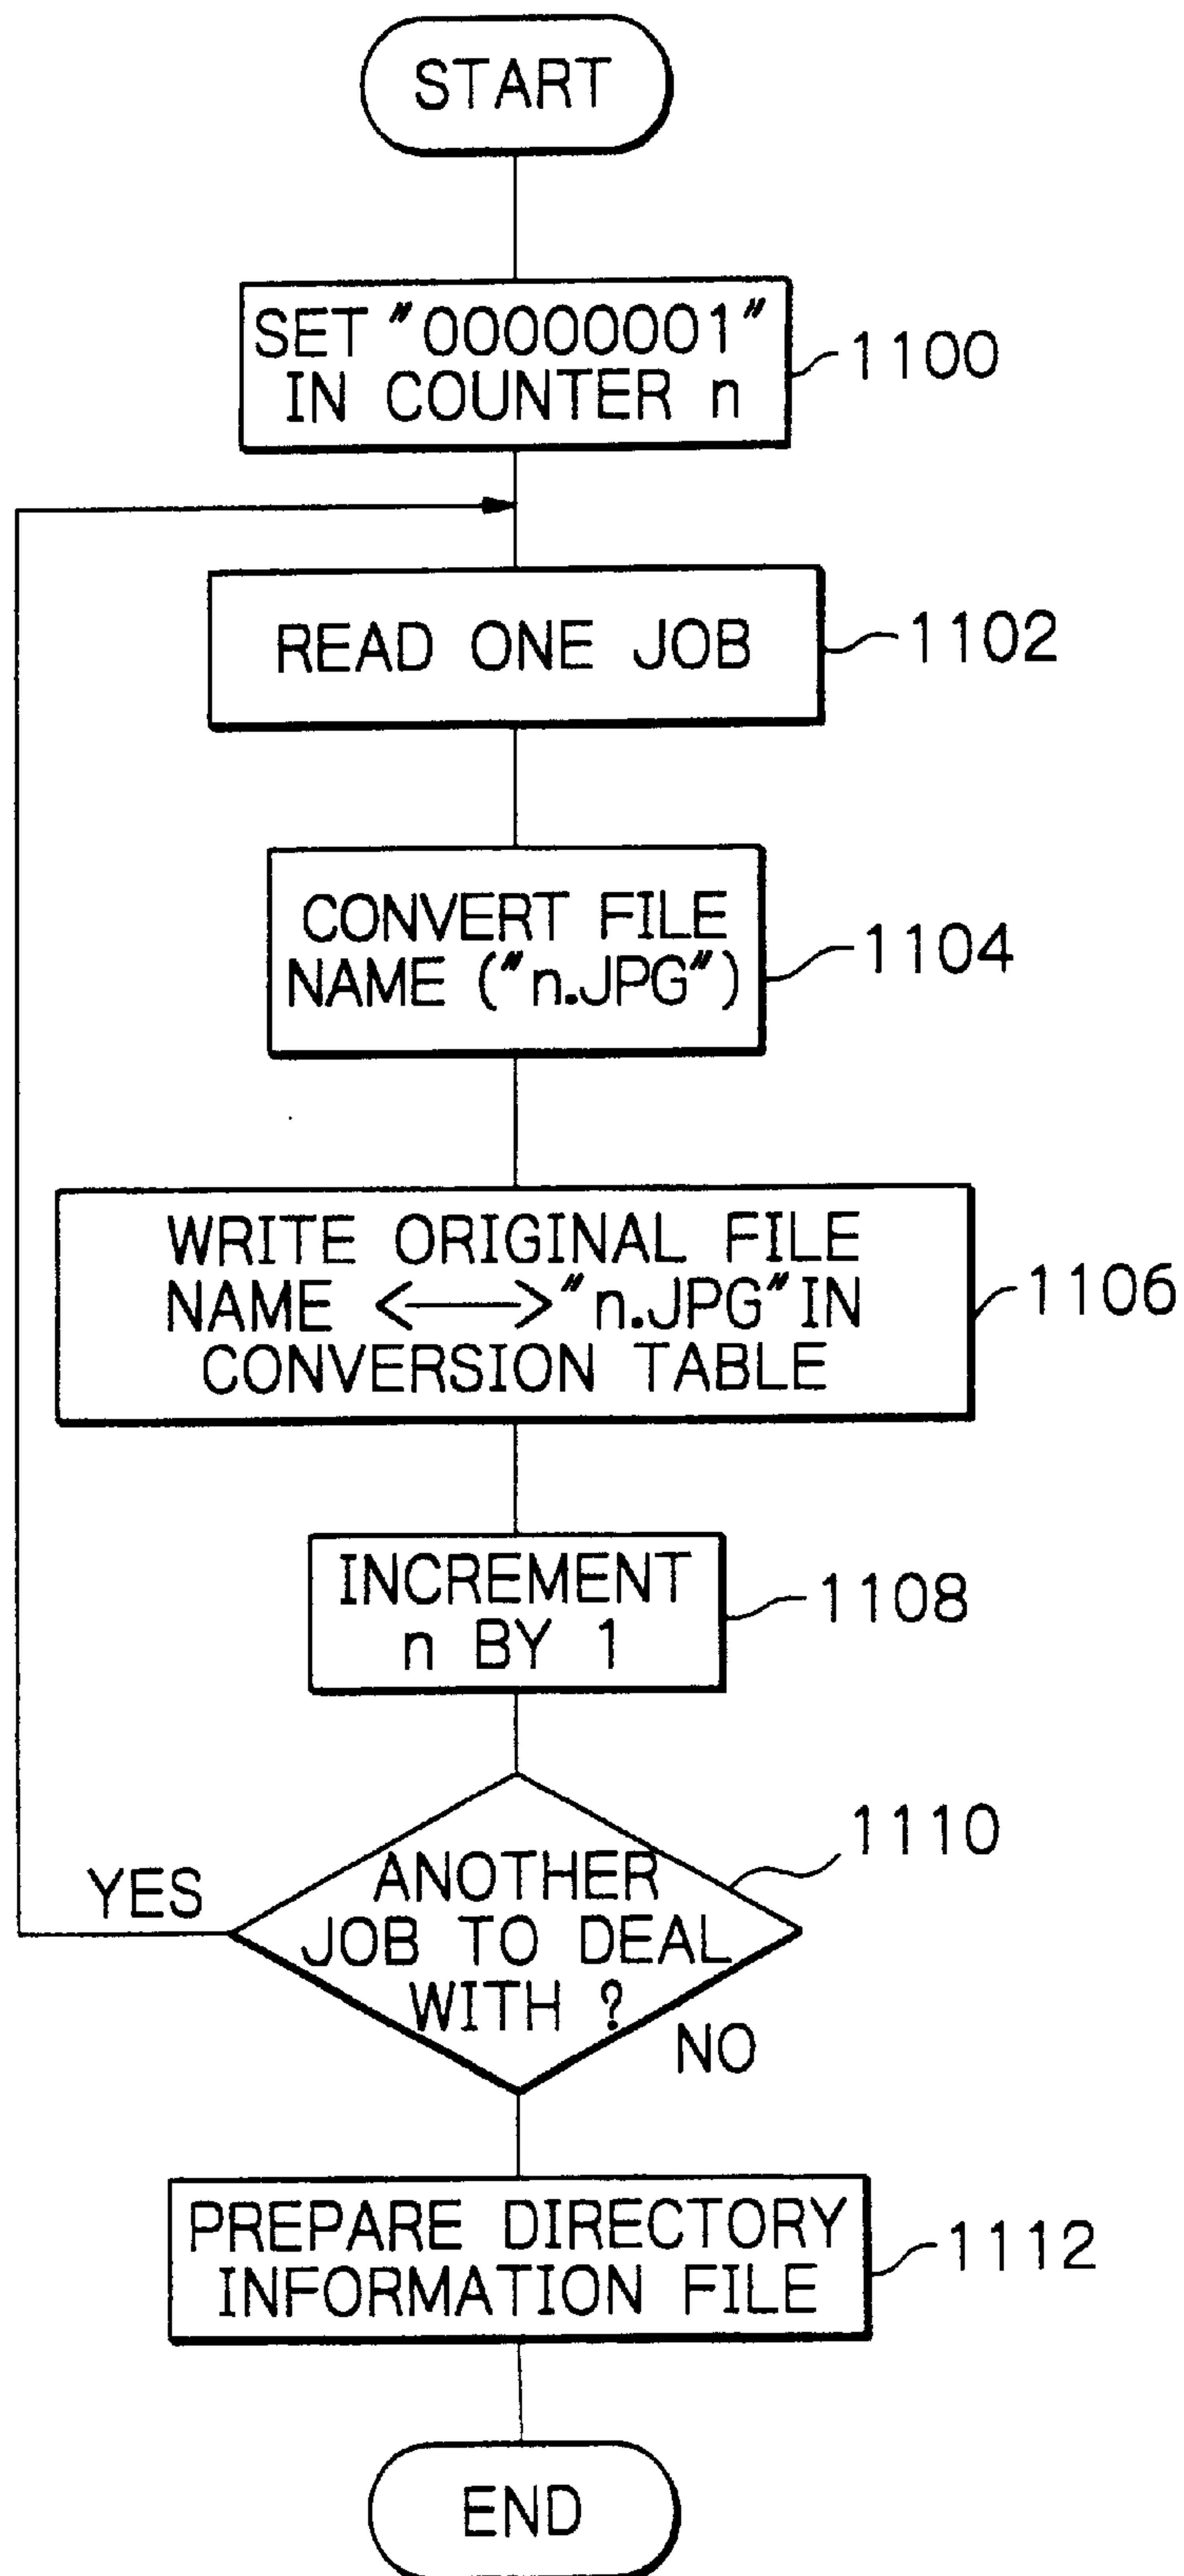 START
SET "00000001"
IN COUNTER n
1100
READ ONE JOB
1102
CONVERT FILE
NAME ("n.JPG")
1104
WRITE ORIGINAL FILE
NAME <——>"n.JPG" IN
CONVERSION TABLE
1106
INCREMENT
n BY 1
1108
1110
YES
ANOTHER
JOB TO DEAL
WITH ?
NO
PREPARE DIRECTORY
INFORMATION FILE
1112
END